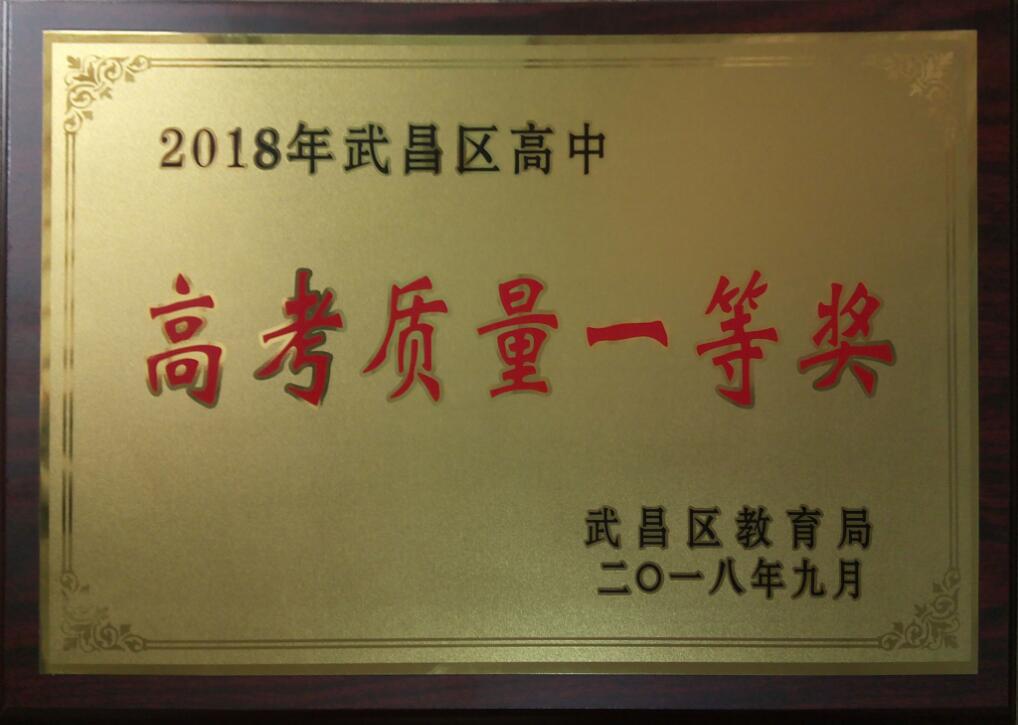 2018年武昌区高中
高考质量一等奖
武昌区教育局
二〇一八年九月